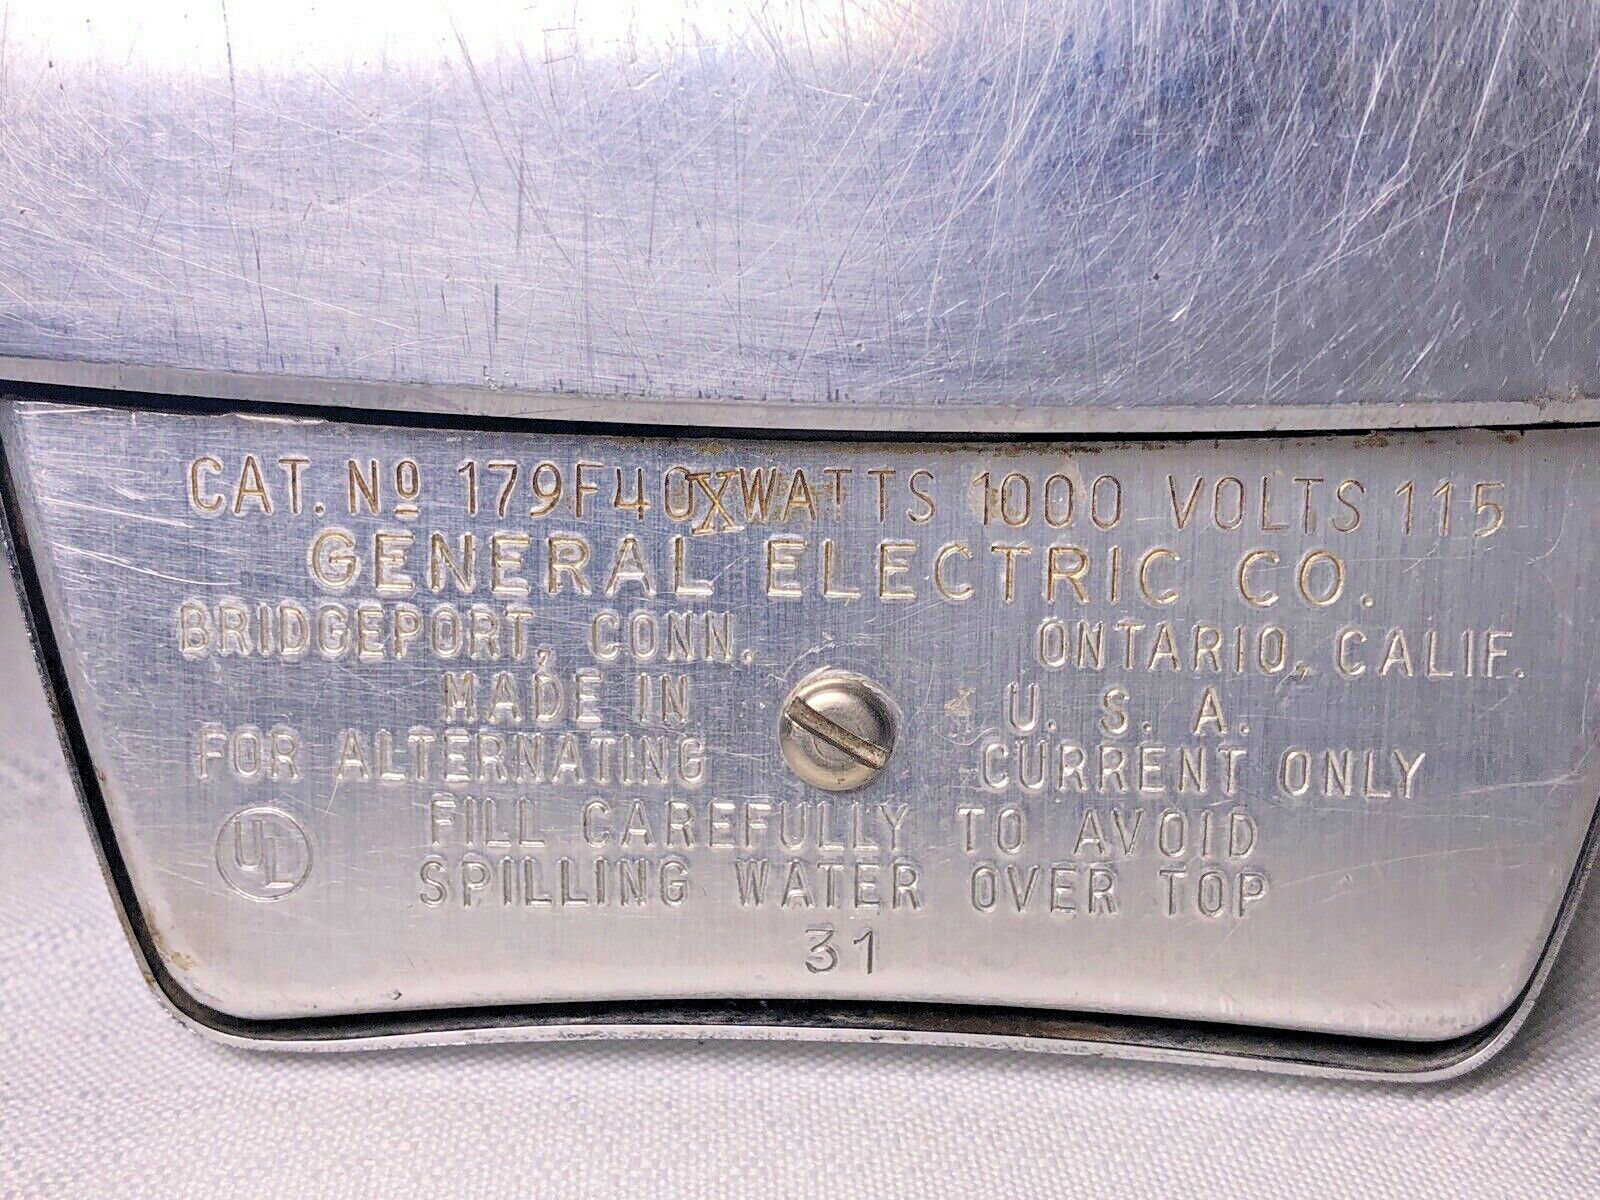 CAT. Nº 179F40X WATTS 1000 VOLTS 115
GENERAL ELECTRIC CO.
BRIDGEPORT, CONN. ONTARIO, CALIF.
MADE IN U. S. A.
FOR ALTERNATING CURRENT ONLY
UL FILL CAREFULLY TO AVOID
SPILLING WATER OVER TOP
31